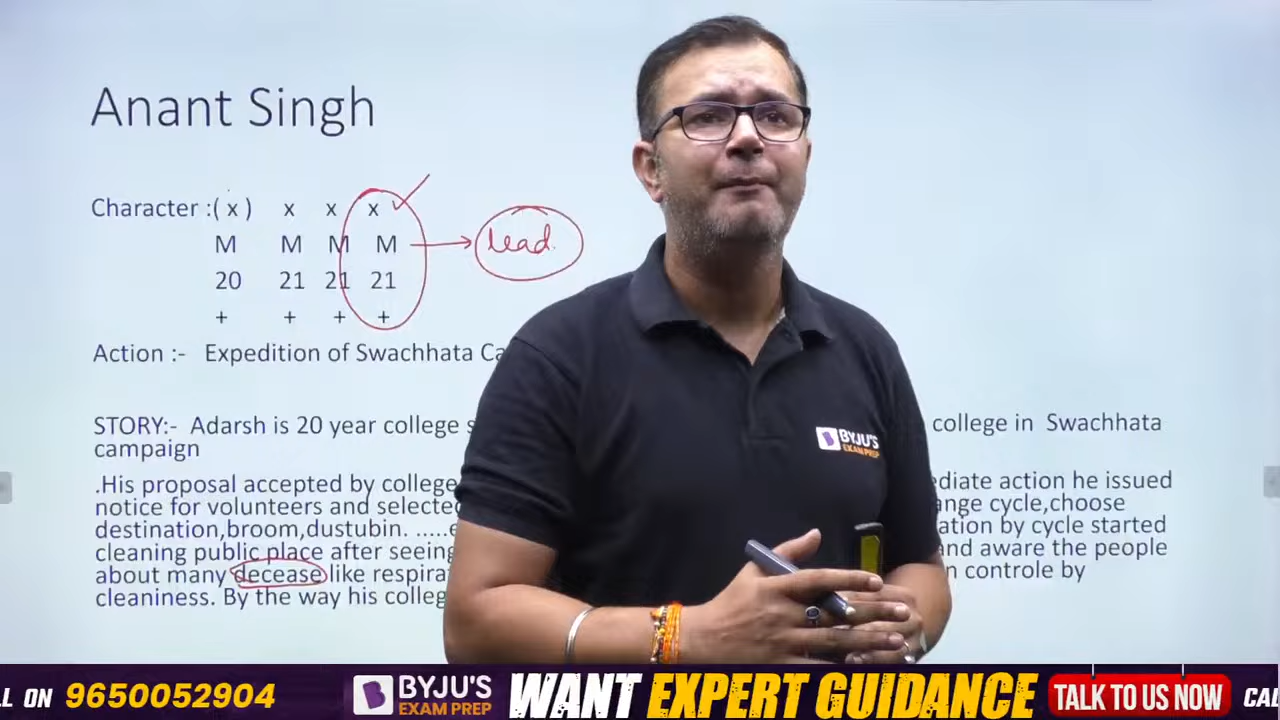 Anant Singh
Character :( x ) x x x
M M M M → lead.
20 21 21 21
+ + + +
Action :- Expedition of Swachhata Ca
STORY:- Adarsh is 20 year college s college in Swachhata
campaign
.His proposal accepted by college ediate action he issued
notice for volunteers and selected ange cycle,choose
destination,broom,dustubin. .....e ation by cycle started
cleaning public place after seeing and aware the people
about many decease like respira n controle by
cleaniness. By the way his colleg
BYJU'S
EXAM PREP
LL ON 9650052904 BYJU'S EXAM PREP WANT EXPERT GUIDANCE TALK TO US NOW CAL